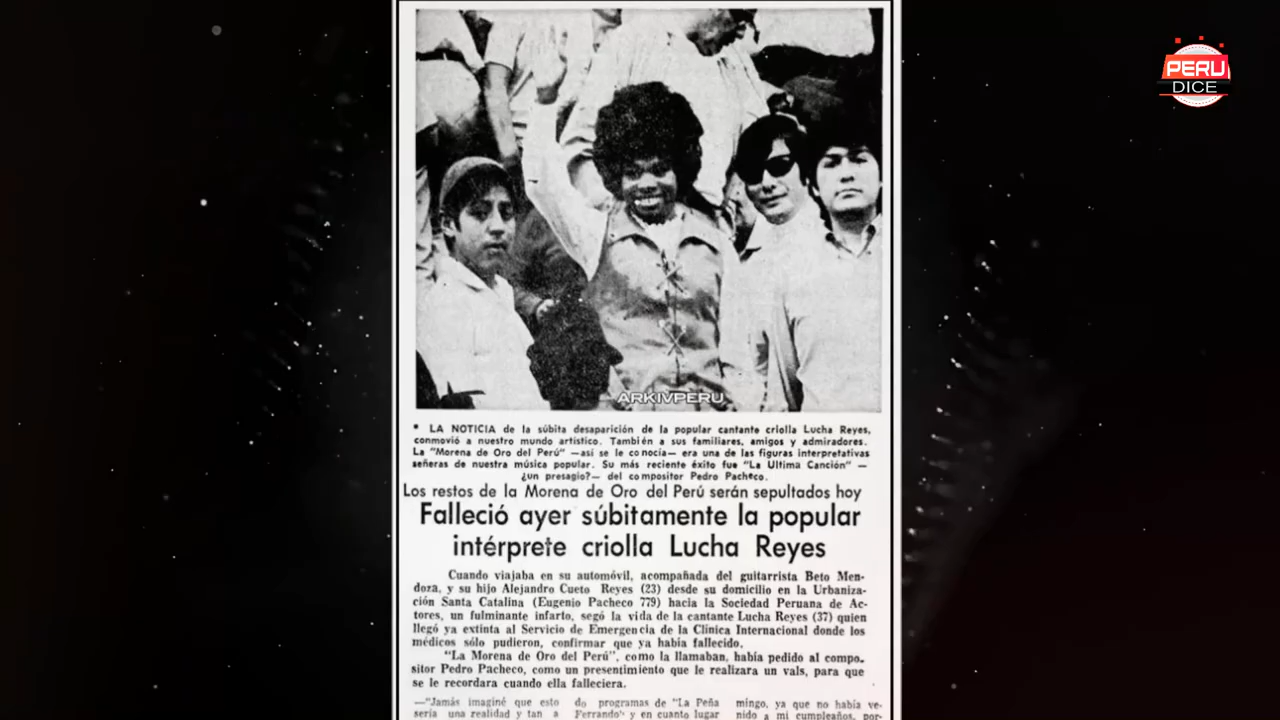 PERU
DICE
ARKIVPERU
* LA NOTICIA de la súbita desaparición de la popular cantante criolla Lucha Reyes,
conmovió a nuestro mundo artístico. También a sus familiares, amigos y admiradores.
La "Morena de Oro del Perú" —así se le conocía— era una de las figuras interpretativas
señeras de nuestra música popular. Su más reciente éxito fue "La Ultima Canción" —
¿un presagio?— del compositor Pedro Pacheco.
Los restos de la Morena de Oro del Perú serán sepultados hoy
Falleció ayer súbitamente la popular
intérprete criolla Lucha Reyes
Cuando viajaba en su automóvil, acompañada del guitarrista Beto Men-
doza, y su hijo Alejandro Cueto Reyes (23) desde su domicilio en la Urbaniza-
ción Santa Catalina (Eugenio Pacheco 779) hacia la Sociedad Peruana de Ac-
tores, un fulminante infarto, segó la vida de la cantante Lucha Reyes (37) quien
llegó ya extinta al Servicio de Emergencia de la Clínica Internacional donde los
médicos sólo pudieron, confirmar que ya había fallecido.
"La Morena de Oro del Perú", como la llamaban, había pedido al compo-
sitor Pedro Pacheco, como un presentimiento que le realizara un vals, para que
se le recordara cuando ella falleciera.
—"Jamás imaginé que esto
sería una realidad y tan a
do programas de "La Peña
Ferrando" y en cuanto lugar
mingo, ya que no había ve-
nido a mi cumpleaños, por-